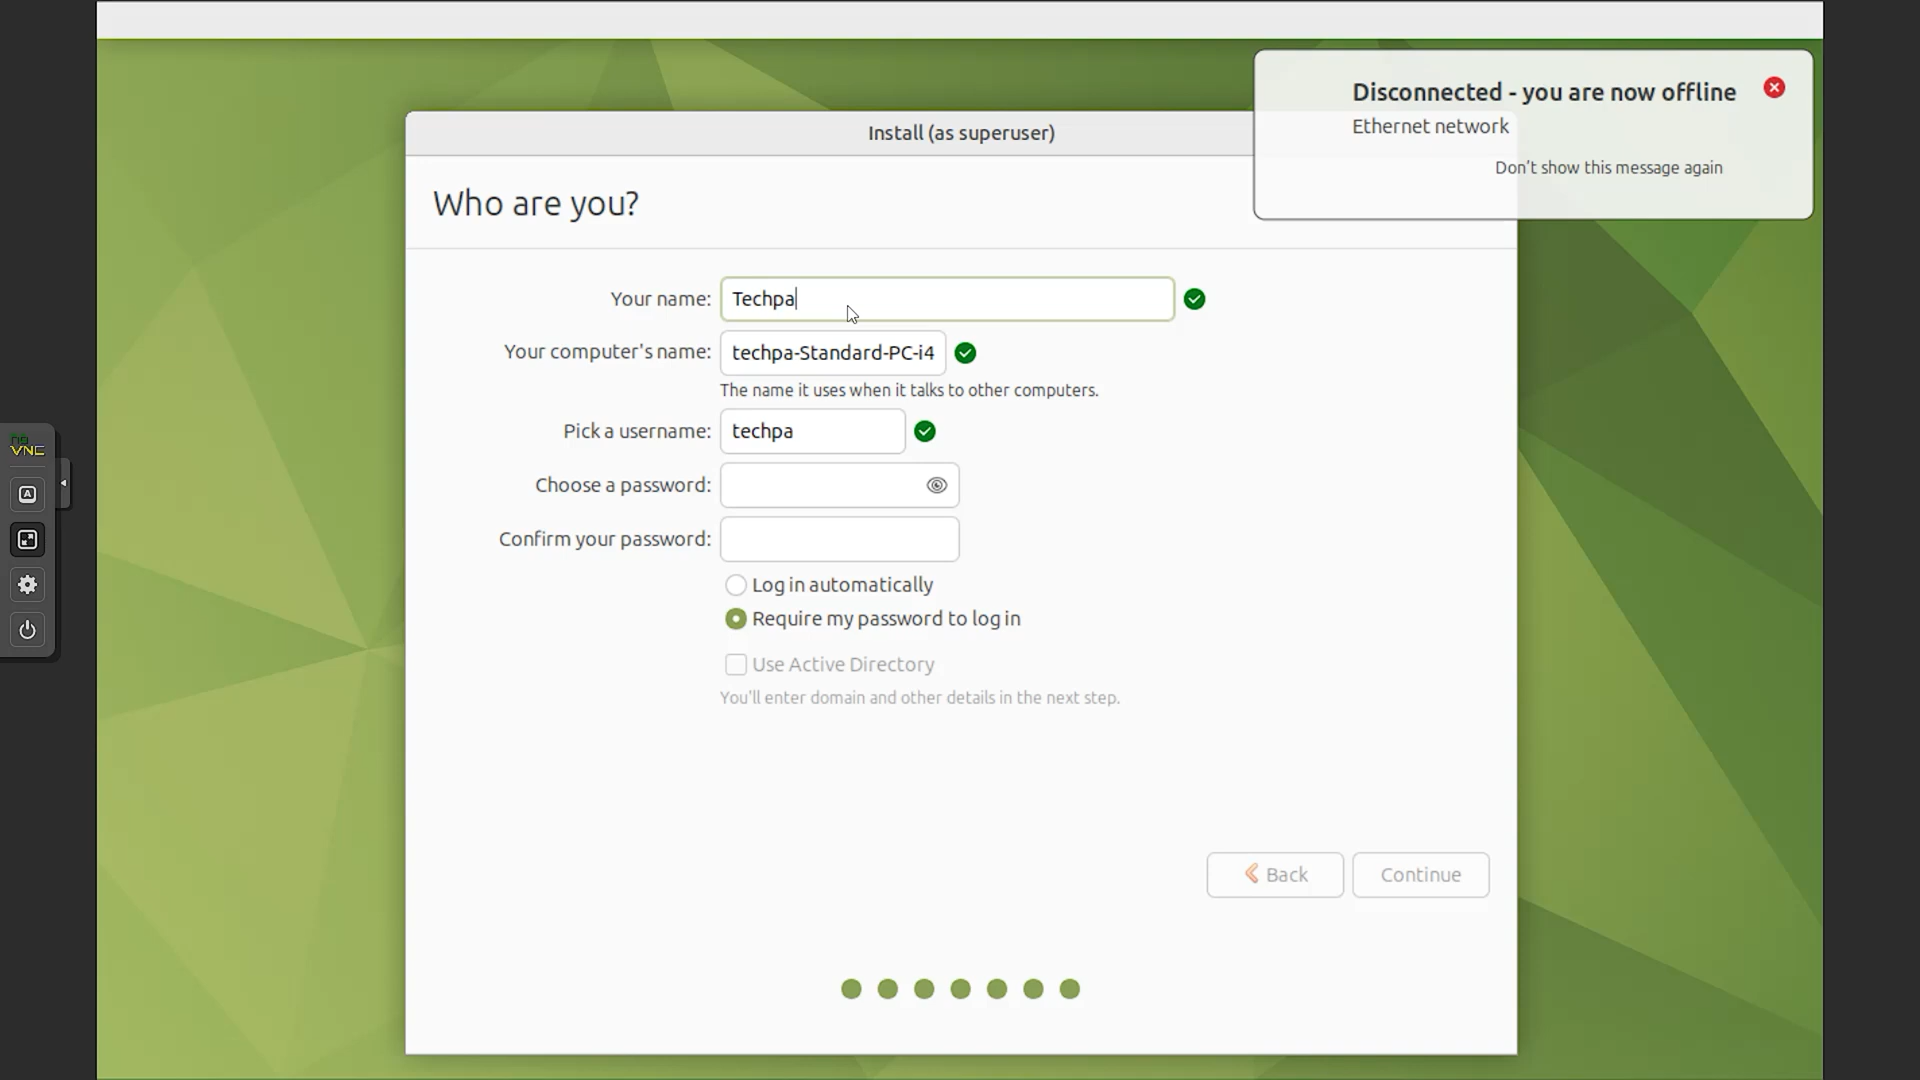 Disconnected - you are now offline
Ethernet network
Don't show this message again
Install (as superuser)
Who are you?
Your name: Techpa
Your computer's name: techpa-Standard-PC-i4
The name it uses when it talks to other computers.
Pick a username: techpa
Choose a password:
Confirm your password:
Log in automatically
Require my password to log in
Use Active Directory
You'll enter domain and other details in the next step.
Back
Continue
no
VNC
A